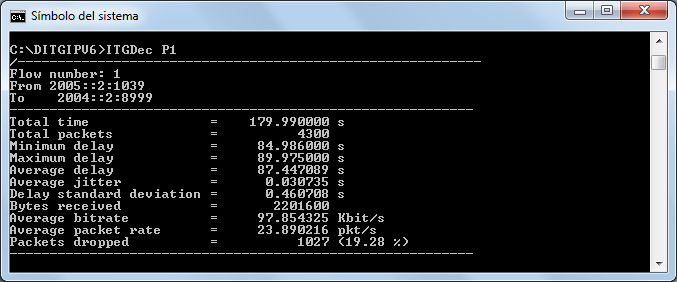 Símbolo del sistema
C:\DITGIPV6>ITGDec P1
/----------------------------------------------------------
Flow number: 1
From 2005::2:1039
To    2004::2:8999
----------------------------------------------------------
Total time               =    179.990000 s
Total packets            =          4300
Minimum delay            =     84.986000 s
Maximum delay            =     89.975000 s
Average delay            =     87.447089 s
Average jitter           =      0.030735 s
Delay standard deviation =      0.460708 s
Bytes received           =       2201600
Average bitrate          =     97.854325 Kbit/s
Average packet rate      =     23.890216 pkt/s
Packets dropped          =          1027 (19.28 %)
----------------------------------------------------------